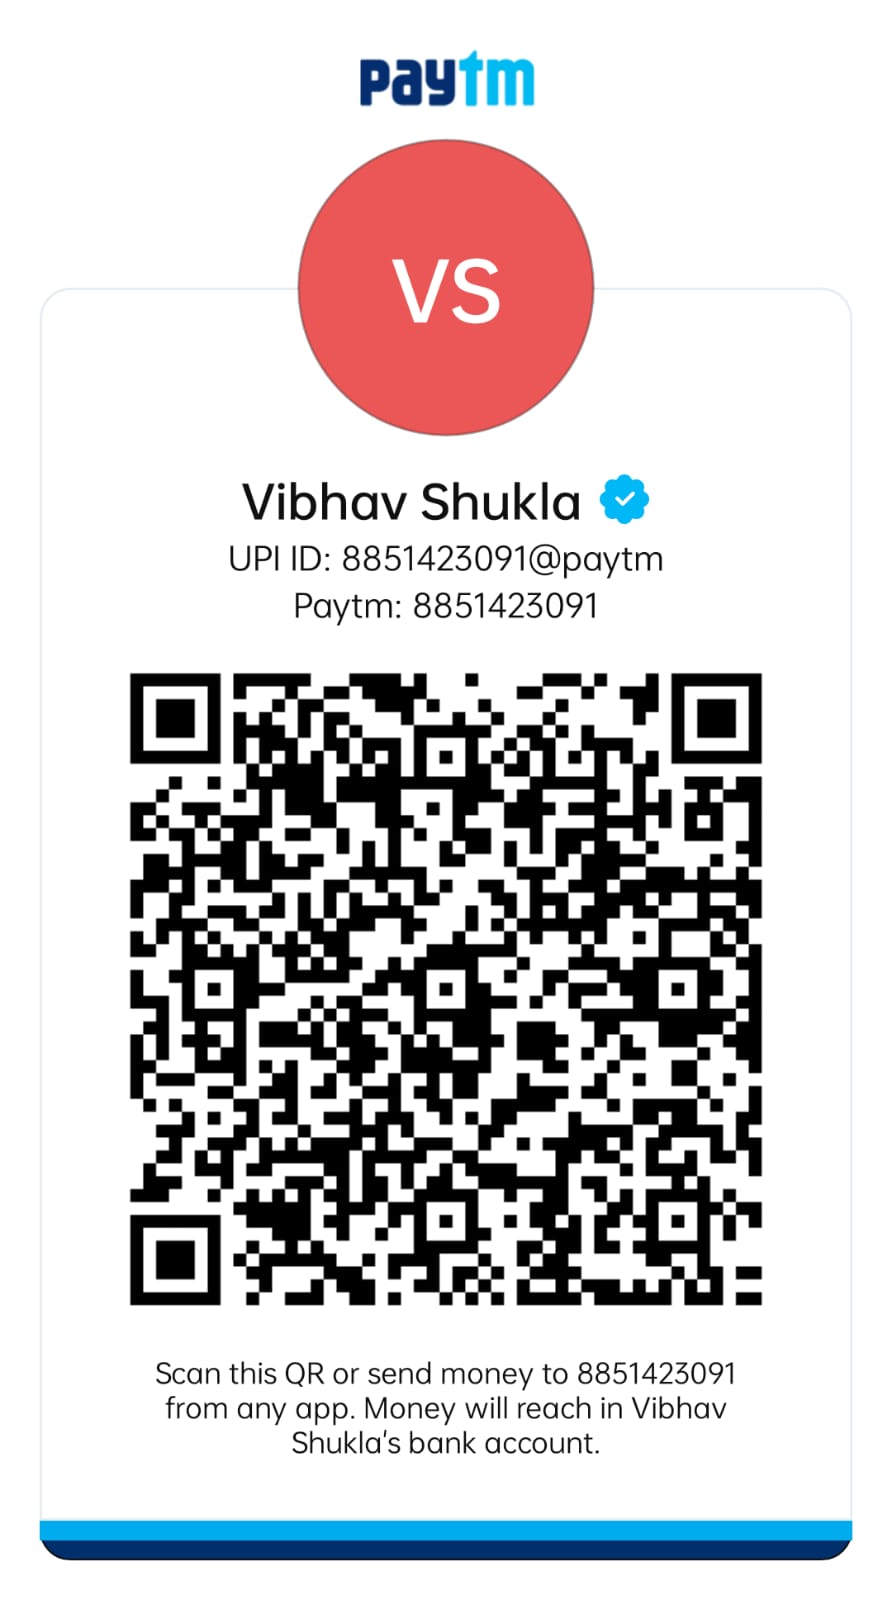 paytm
VS
Vibhav Shukla
UPI ID: 8851423091@paytm
Paytm: 8851423091
Scan this QR or send money to 8851423091
from any app. Money will reach in Vibhav
Shukla's bank account.